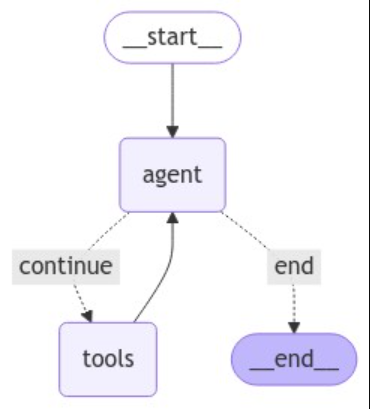 __start__
agent
continue
end
tools
__end__